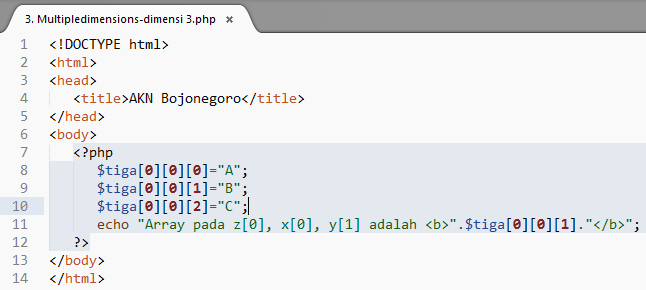 3. Multipledimensions-dimensi 3.php ×
1 <!DOCTYPE html>
2 <html>
3 <head>
4 <title>AKN Bojonegoro</title>
5 </head>
6 <body>
7 <?php
8 $tiga[0][0][0]="A";
9 $tiga[0][0][1]="B";
10 $tiga[0][0][2]="C";
11 echo "Array pada z[0], x[0], y[1] adalah <b>".$tiga[0][0][1]."</b>";
12 ?>
13 </body>
14 </html>